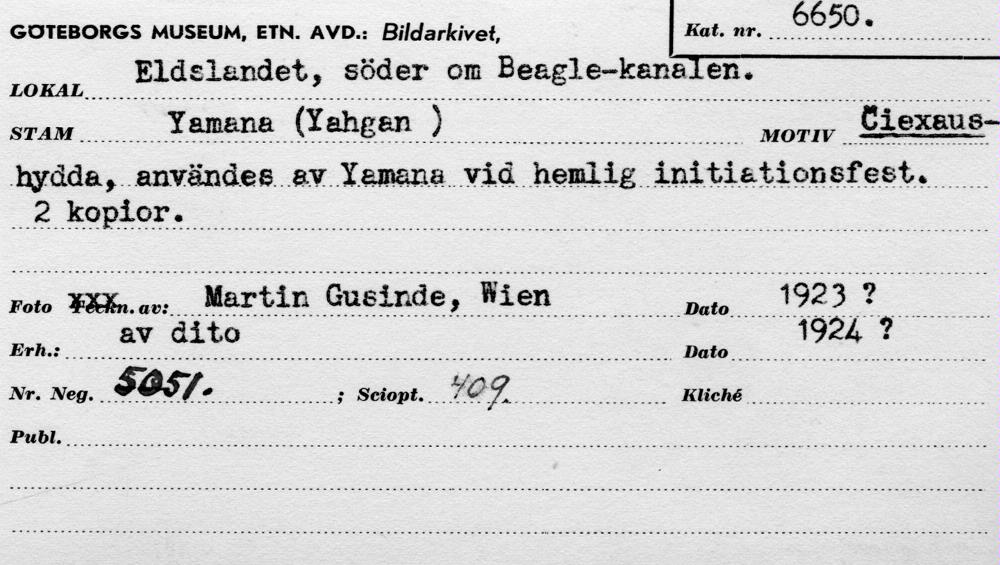 GÖTEBORGS MUSEUM, ETN. AVD.: Bildarkivet, Kat. nr. 6650.
LOKAL Eldslandet, söder om Beagle-kanalen.
STAM Yamana (Yahgan ) MOTIV Čiexaus-
hydda, användes av Yamana vid hemlig initiationsfest.
2 kopior.
Foto Teckn. av: Martin Gusinde, Wien Dato 1923 ?
Erh.: av dito Dato 1924 ?
Nr. Neg. 5051. ; Sciopt. 409. Kliché
Publ.